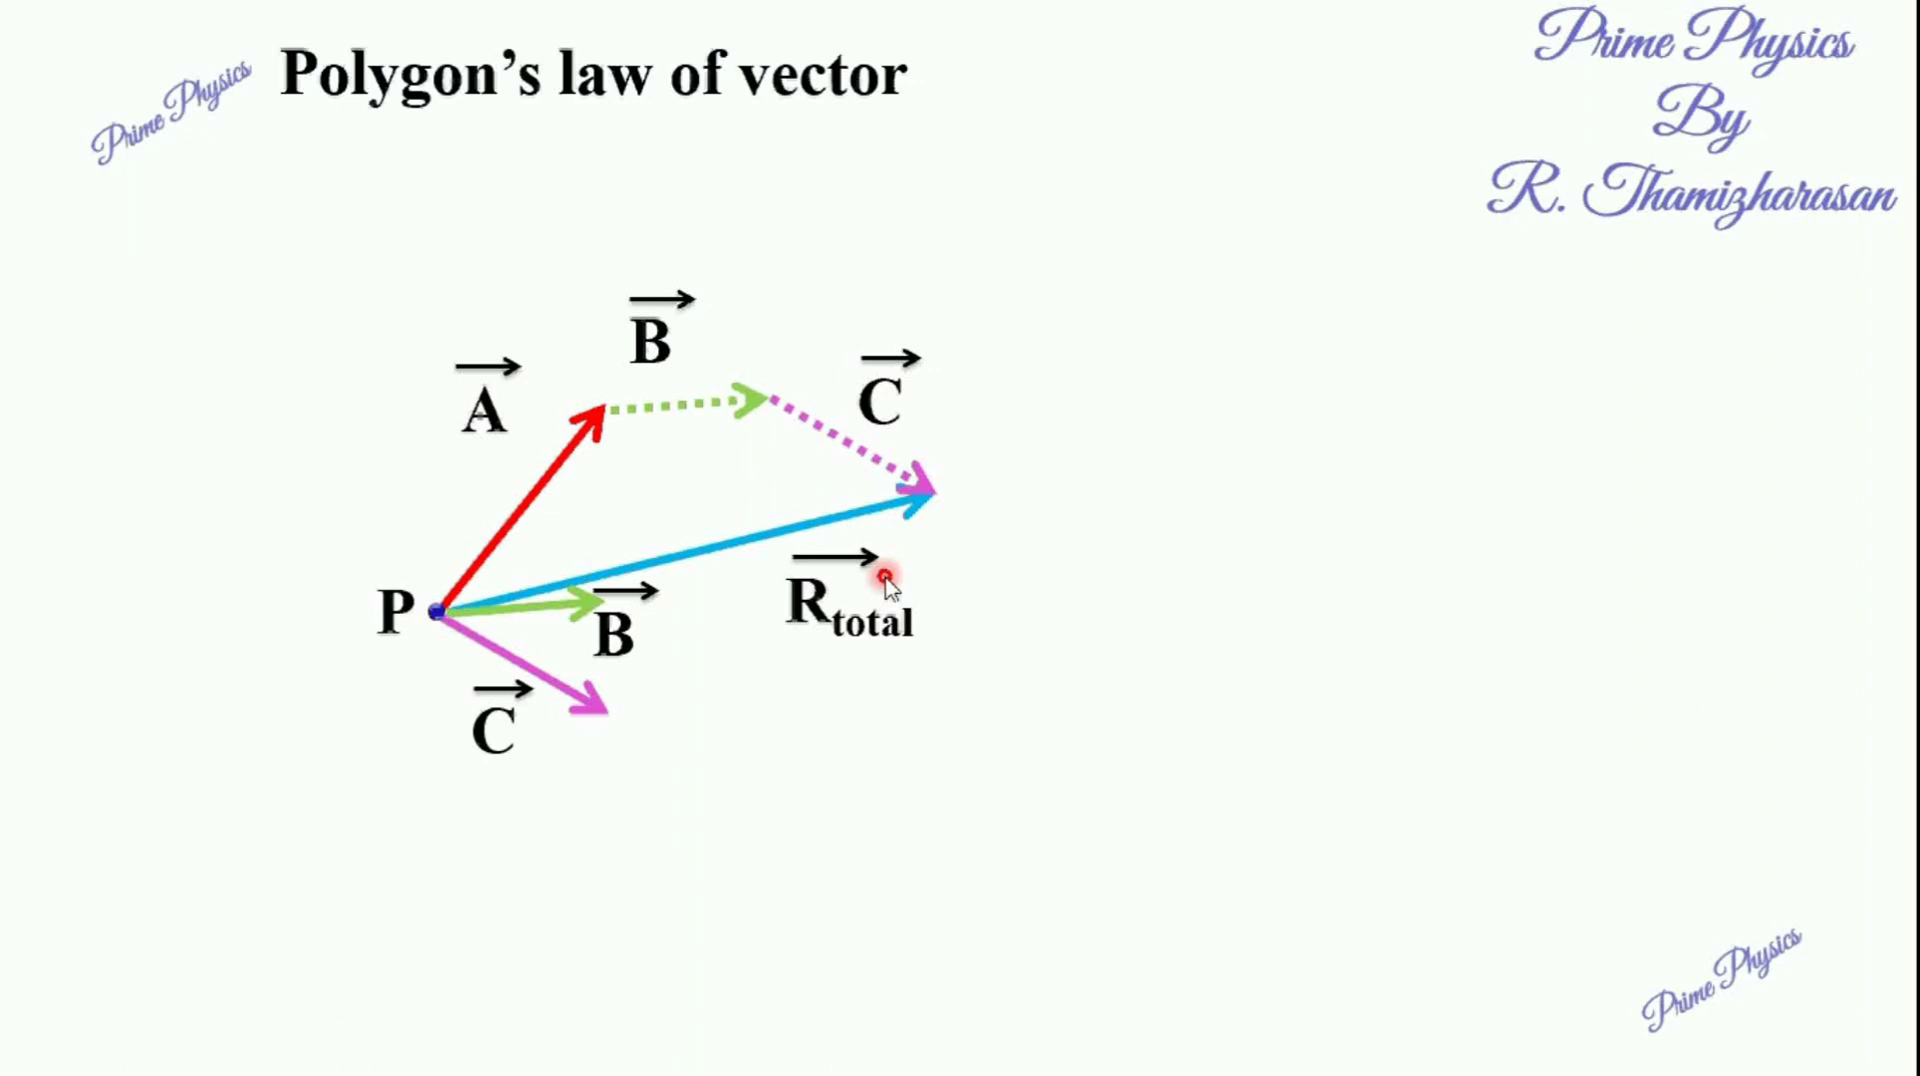 Prime Physics
Polygon’s law of vector
Prime Physics
By
R. Thamizharasan
B
A
C
P
B
R total
C
Prime Physics